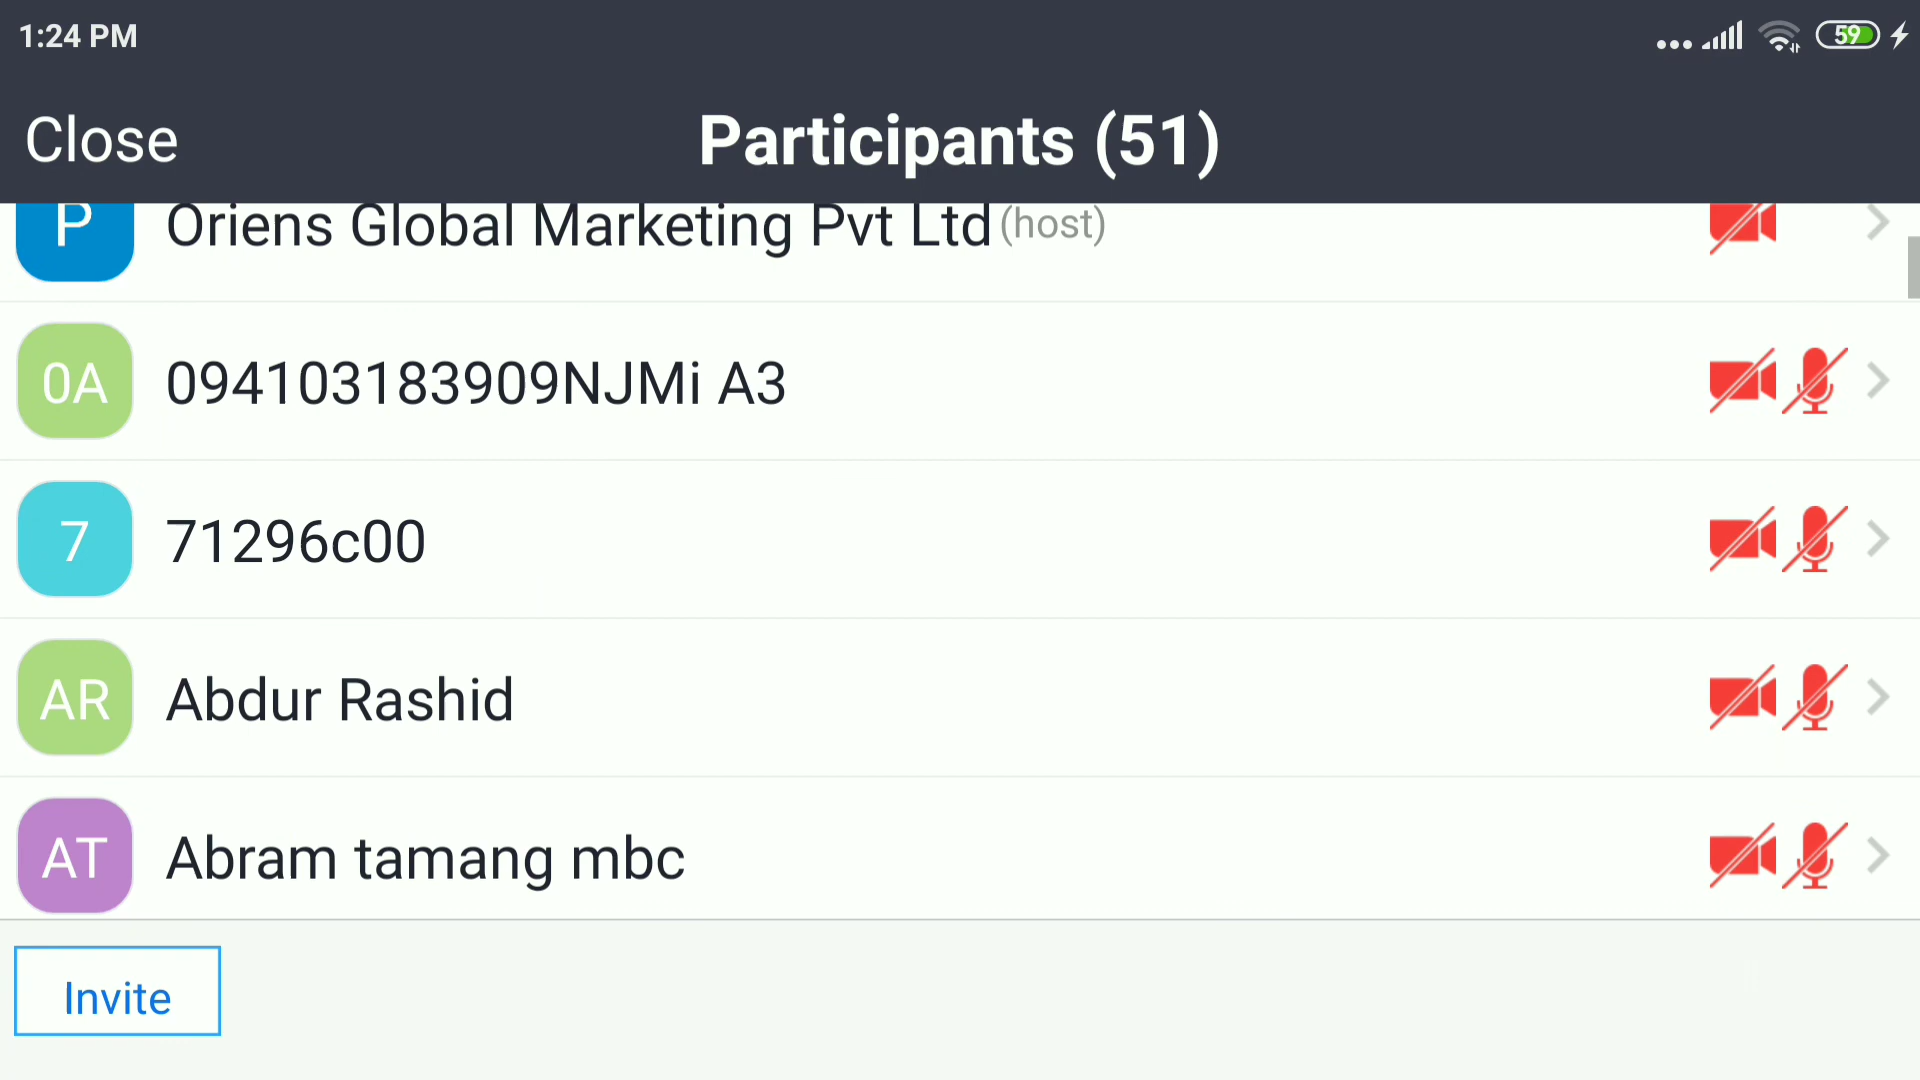 1:24 PM
59
Close
Participants (51)
P
Oriens Global Marketing Pvt Ltd (host)
0A
094103183909NJMi A3
7
71296c00
AR
Abdur Rashid
AT
Abram tamang mbc
Invite